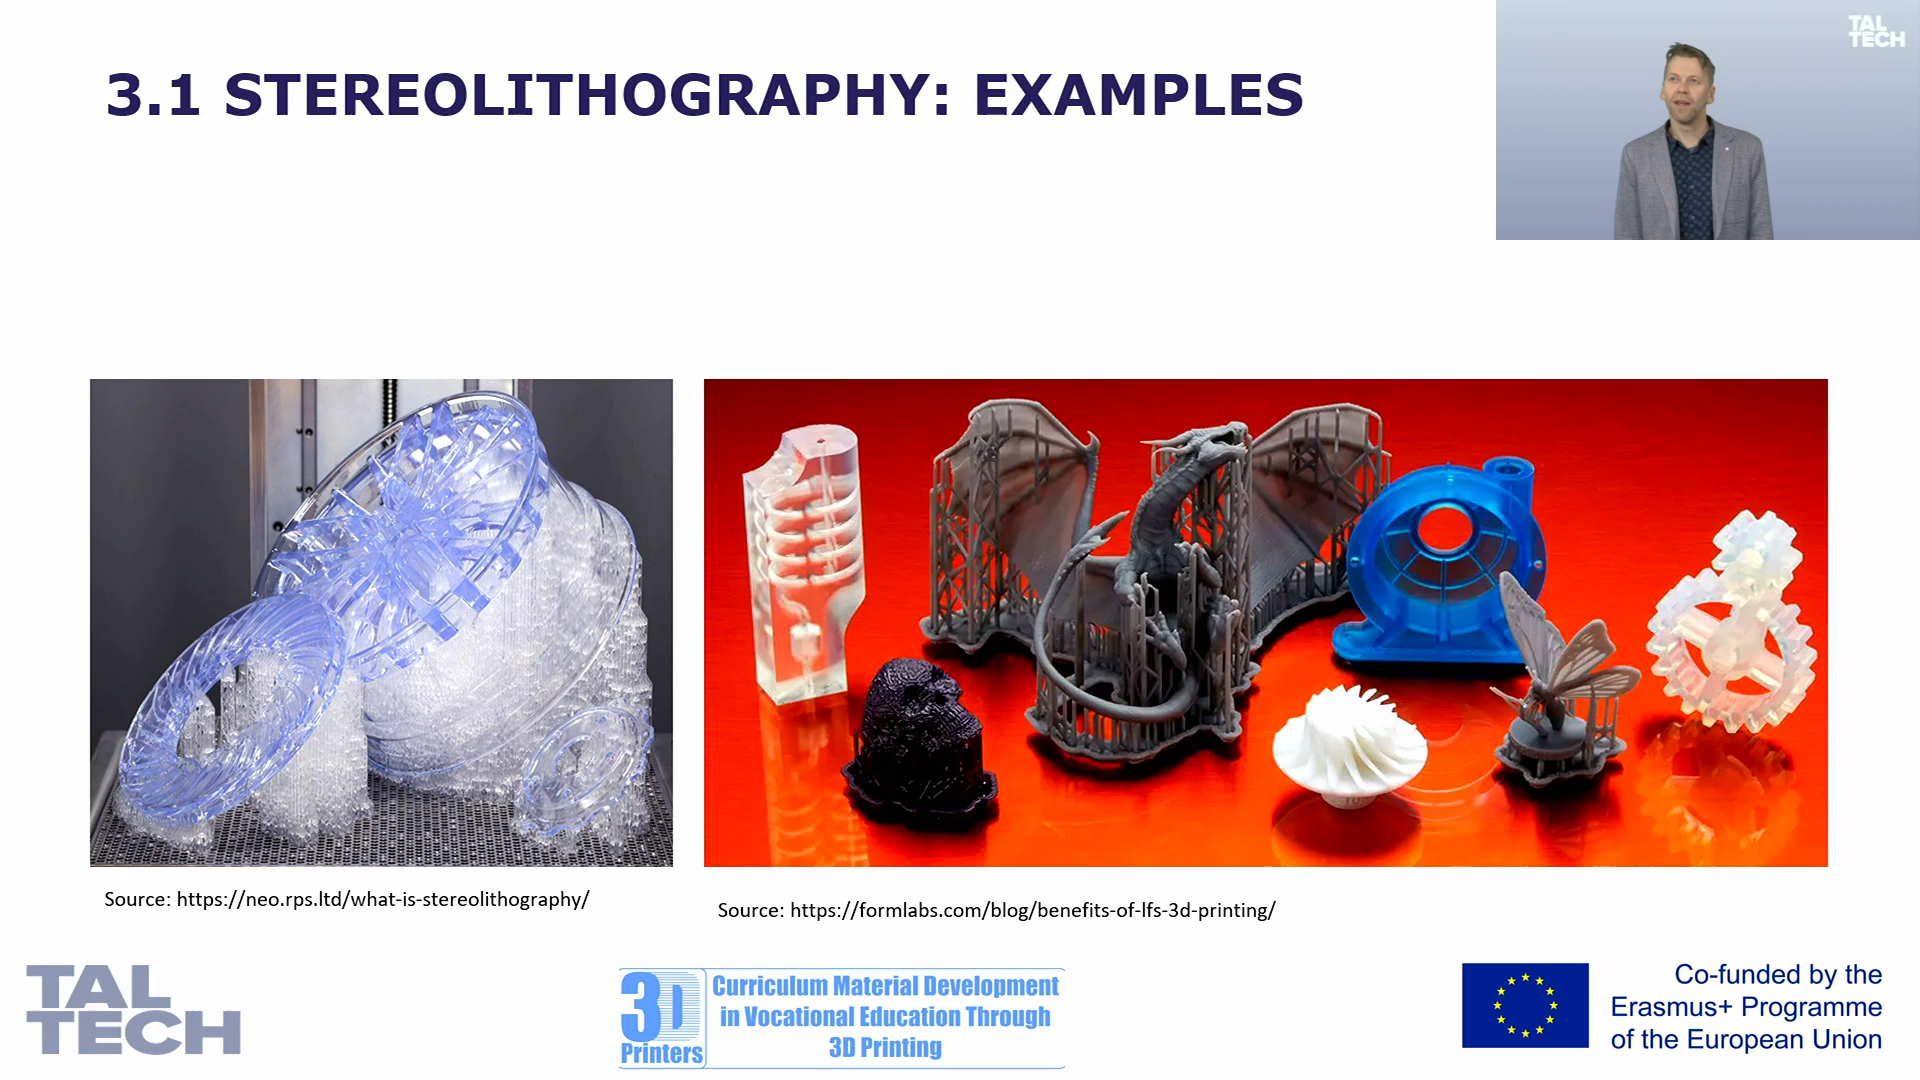 TAL
TECH
3.1 STEREOLITHOGRAPHY: EXAMPLES
Source: https://neo.rps.ltd/what-is-stereolithography/
Source: https://formlabs.com/blog/benefits-of-lfs-3d-printing/
TAL
TECH
3D
Printers
Curriculum Material Development
in Vocational Education Through
3D Printing
Co-funded by the
Erasmus+ Programme
of the European Union